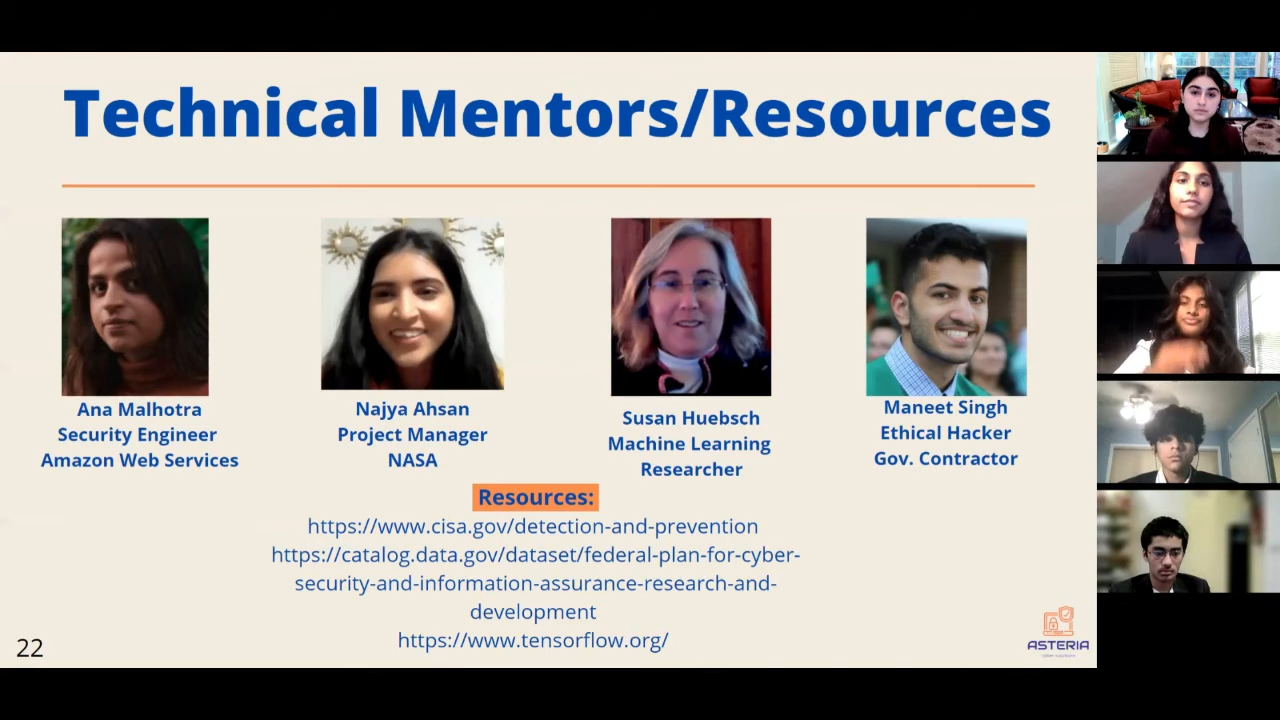 Technical Mentors/Resources
Ana Malhotra
Security Engineer
Amazon Web Services
Najya Ahsan
Project Manager
NASA
Susan Huebsch
Machine Learning
Researcher
Maneet Singh
Ethical Hacker
Gov. Contractor
Resources:
https://www.cisa.gov/detection-and-prevention
https://catalog.data.gov/dataset/federal-plan-for-cyber-
security-and-information-assurance-research-and-
development
https://www.tensorflow.org/
22
ASTERIA